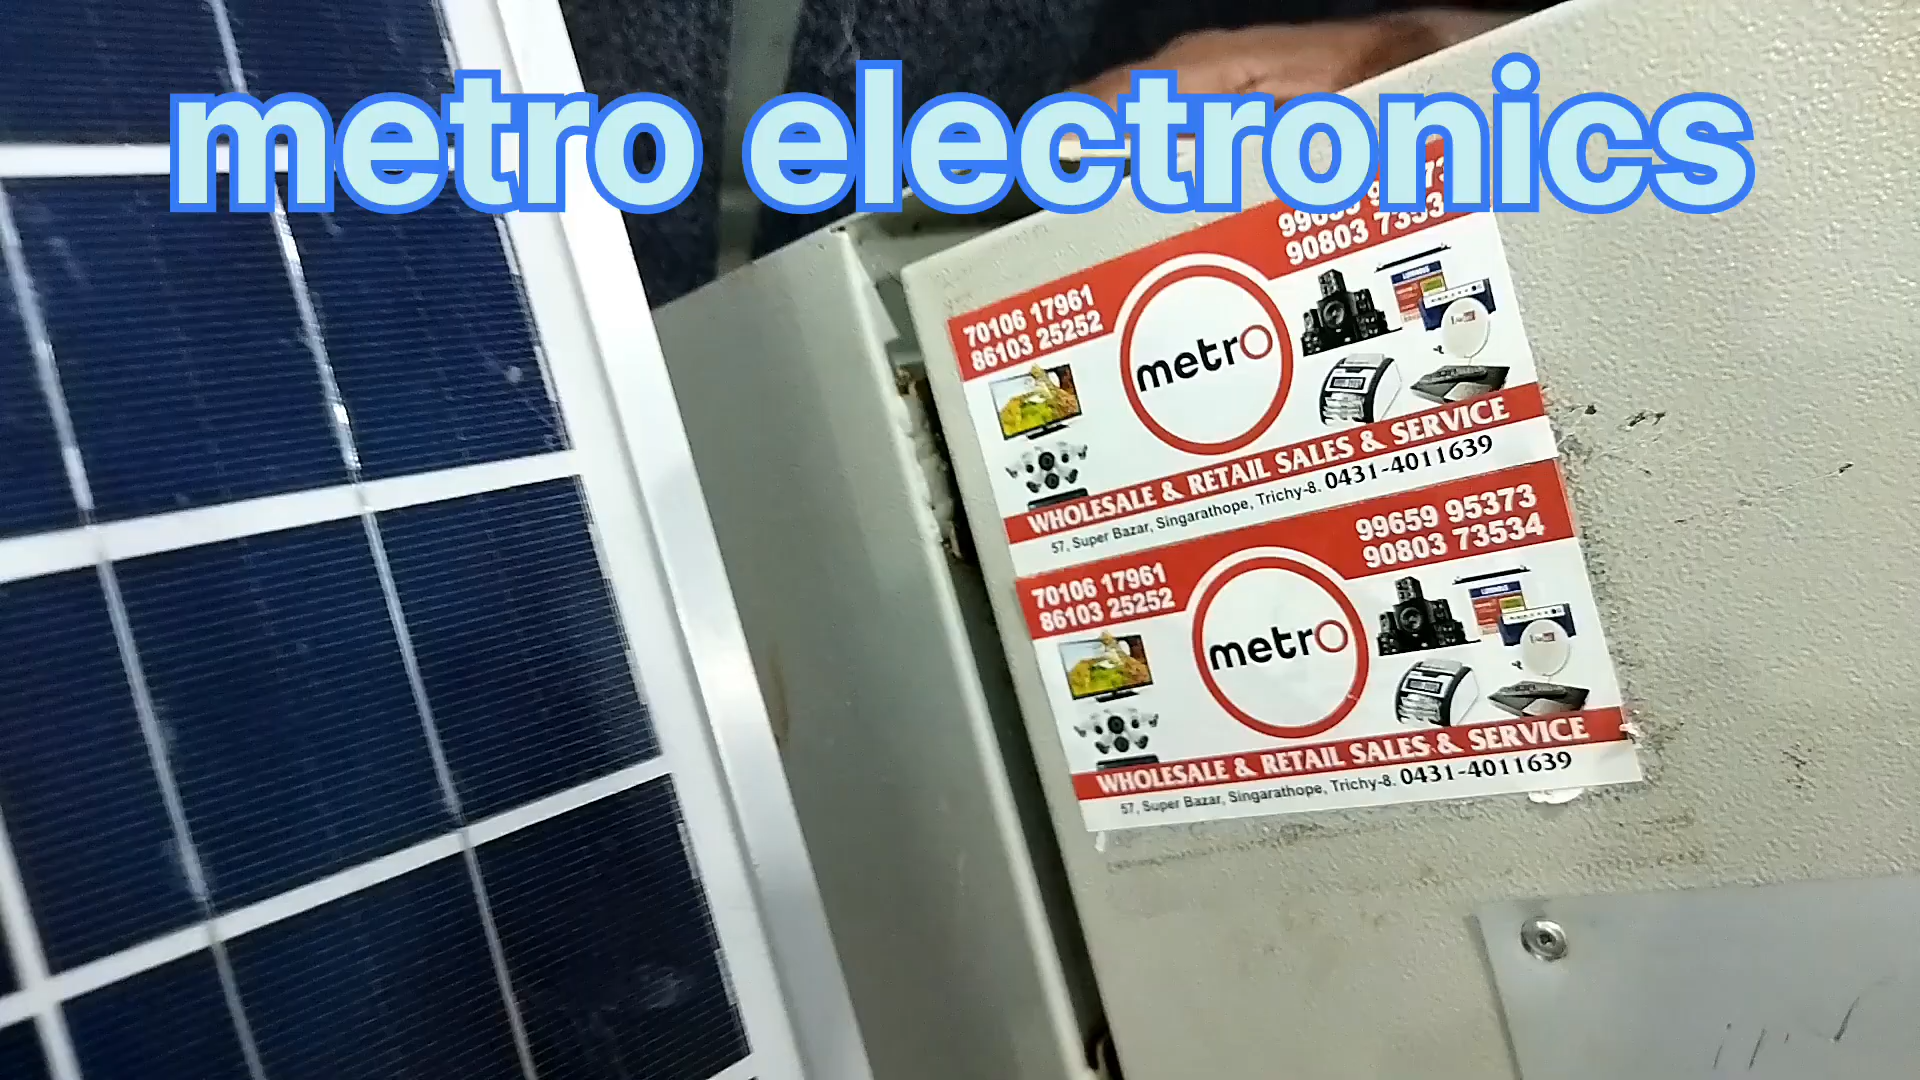 metro electronics
70106 17961
86103 25252
90803
metro
WHOLESALE & RETAIL SALES & SERVICE
57, Super Bazar, Singarathope, Trichy-8. 0431-4011639
70106 17961
86103 25252
99659 95373
90803 73534
metro
WHOLESALE & RETAIL SALES & SERVICE
57, Super Bazar, Singarathope, Trichy-8. 0431-4011639